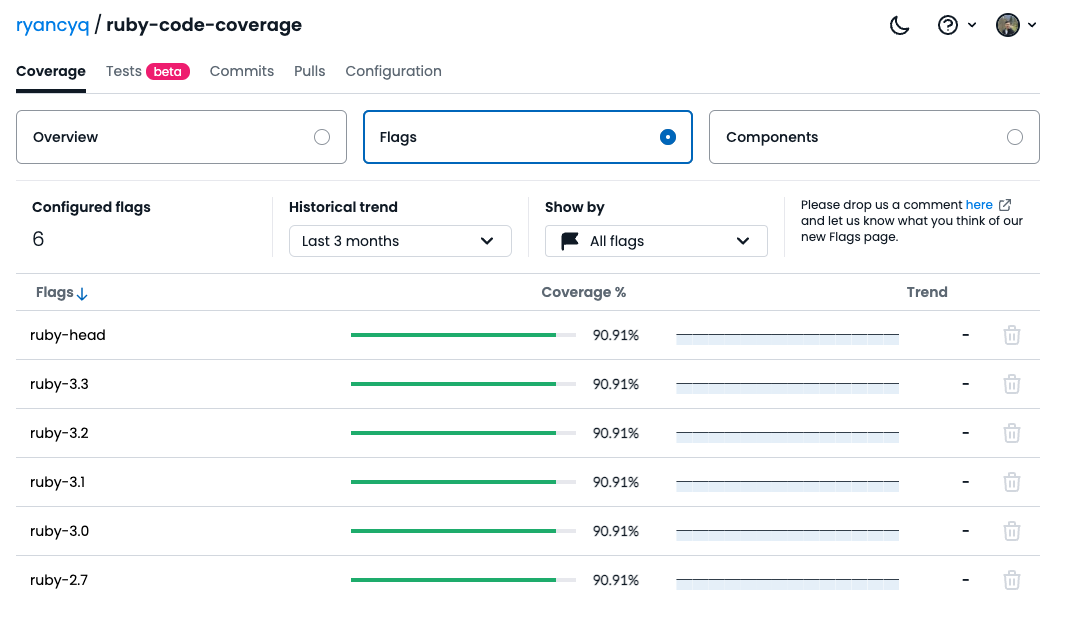 ryancyq / ruby-code-coverage
Coverage Tests beta Commits Pulls Configuration
Overview Flags Components
Configured flags
6
Historical trend
Last 3 months
Show by
All flags
Please drop us a comment here
and let us know what you think of our
new Flags page.
Flags Coverage % Trend
ruby-head 90.91% -
ruby-3.3 90.91% -
ruby-3.2 90.91% -
ruby-3.1 90.91% -
ruby-3.0 90.91% -
ruby-2.7 90.91% -